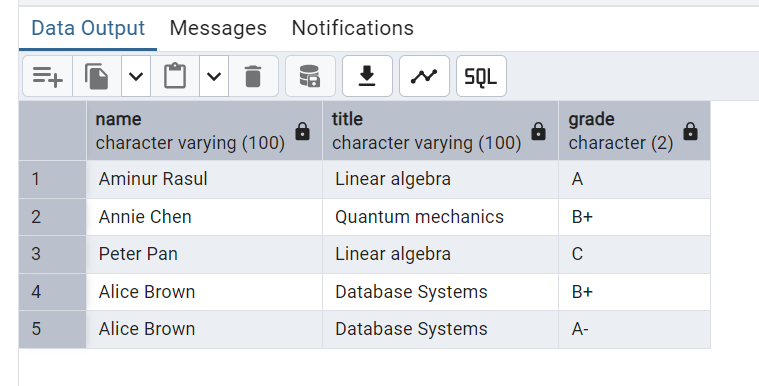 Data Output Messages Notifications
SQL
name title grade
character varying (100) character varying (100) character (2)
1 Aminur Rasul Linear algebra A
2 Annie Chen Quantum mechanics B+
3 Peter Pan Linear algebra C
4 Alice Brown Database Systems B+
5 Alice Brown Database Systems A-